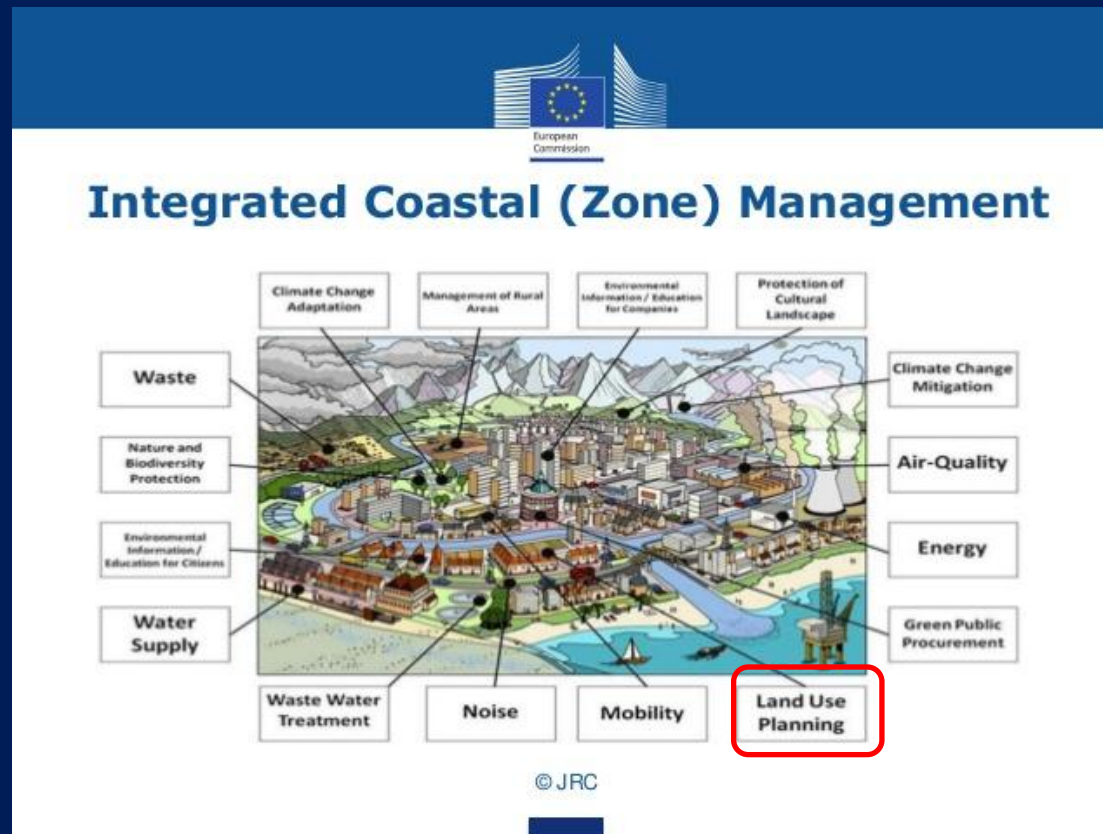 European
Commission
Integrated Coastal (Zone) Management
Climate Change
Adaptation
Management of Rural
Areas
Environmental
Information / Education
for Companies
Protection of
Cultural
Landscape
Waste
Climate Change
Mitigation
Nature and
Biodiversity
Protection
Air-Quality
Environmental
Information /
Education for Citizens
Energy
Water
Supply
Green Public
Procurement
Waste Water
Treatment
Noise
Mobility
Land Use
Planning
© JRC